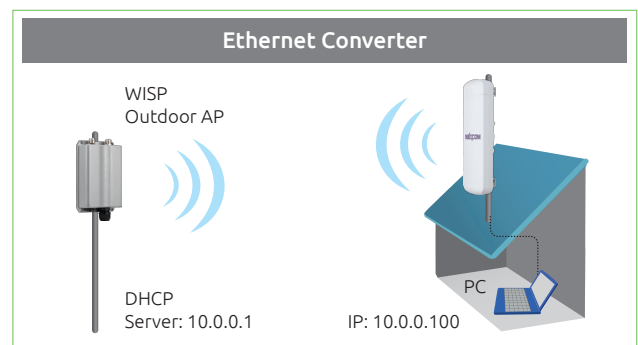 Ethernet Converter
WISP
Outdoor AP
DHCP
Server: 10.0.0.1
IP: 10.0.0.100
PC